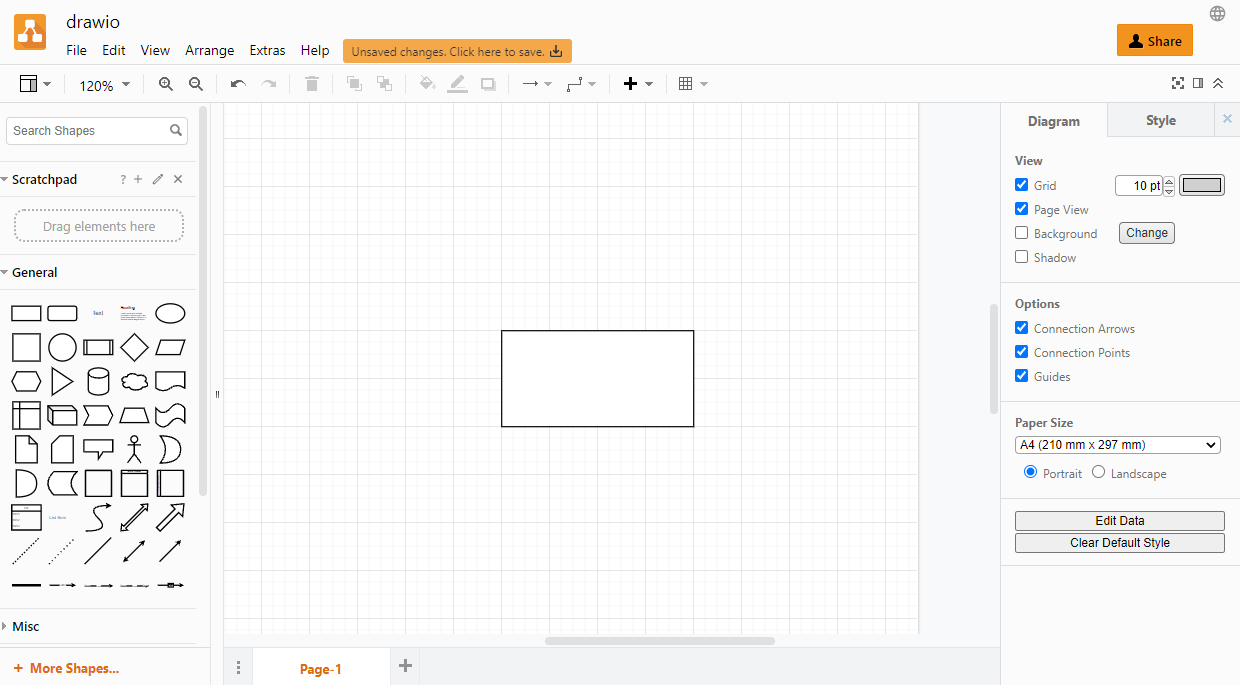 drawio
File Edit View Arrange Extras Help
Unsaved changes. Click here to save.
Share
120%
Search Shapes
Scratchpad
?
Drag elements here
General
Text
Heading
Misc
+ More Shapes...
Page-1
Diagram Style
View
Grid 10 pt
Page View
Background Change
Shadow
Options
Connection Arrows
Connection Points
Guides
Paper Size
A4 (210 mm x 297 mm)
Portrait Landscape
Edit Data
Clear Default Style